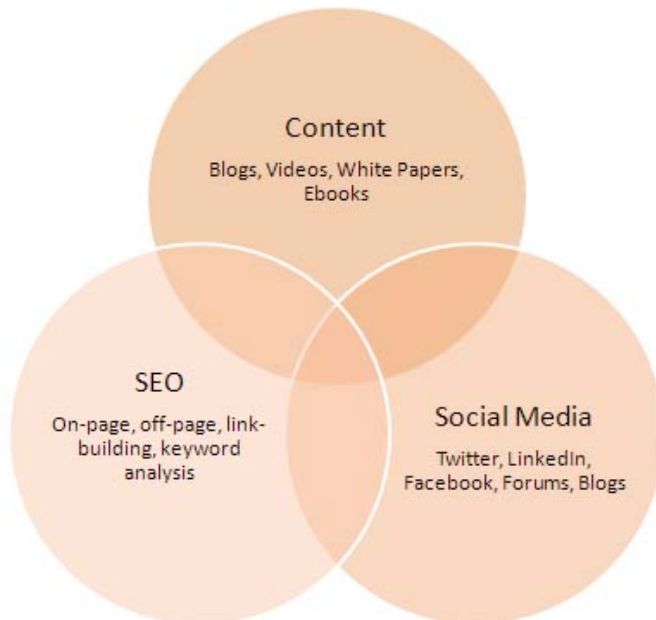 Content
Blogs, Videos, White Papers,
Ebooks
SEO
On-page, off-page, link-
building, keyword
analysis
Social Media
Twitter, LinkedIn,
Facebook, Forums, Blogs